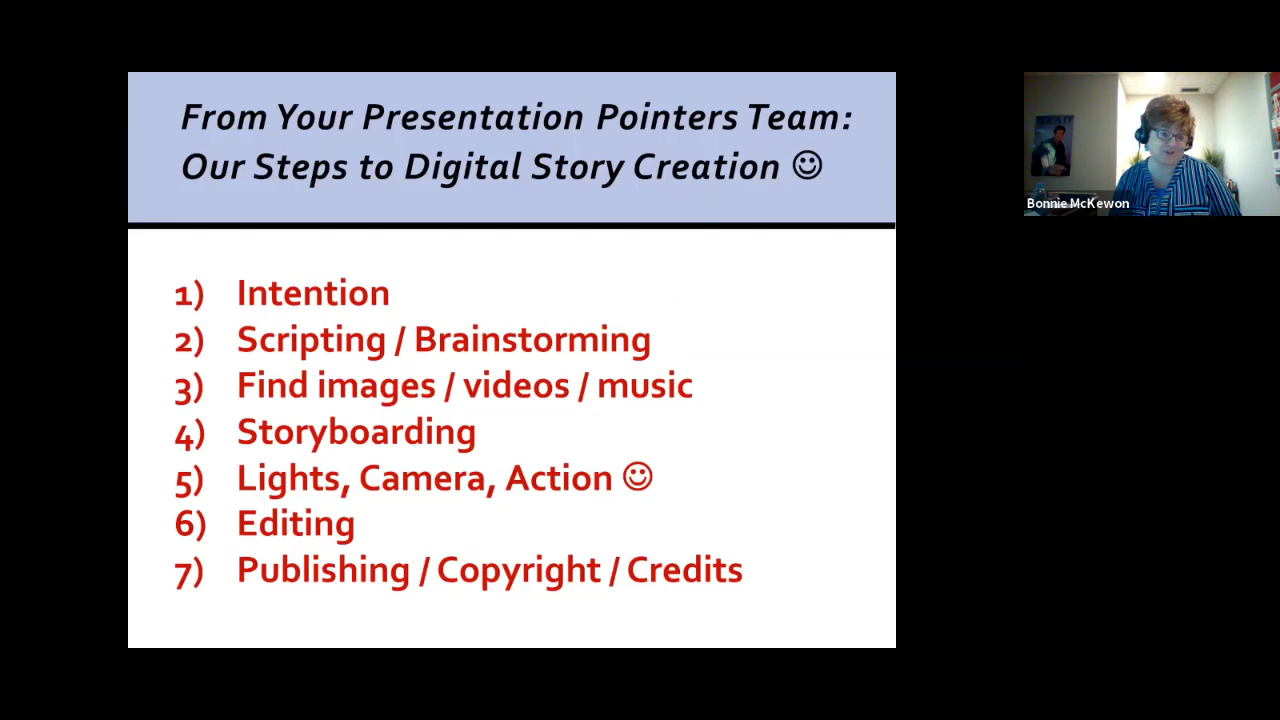 From Your Presentation Pointers Team:
Our Steps to Digital Story Creation ☺
1) Intention
2) Scripting / Brainstorming
3) Find images / videos / music
4) Storyboarding
5) Lights, Camera, Action ☺
6) Editing
7) Publishing / Copyright / Credits
READ
Bonnie McKewon